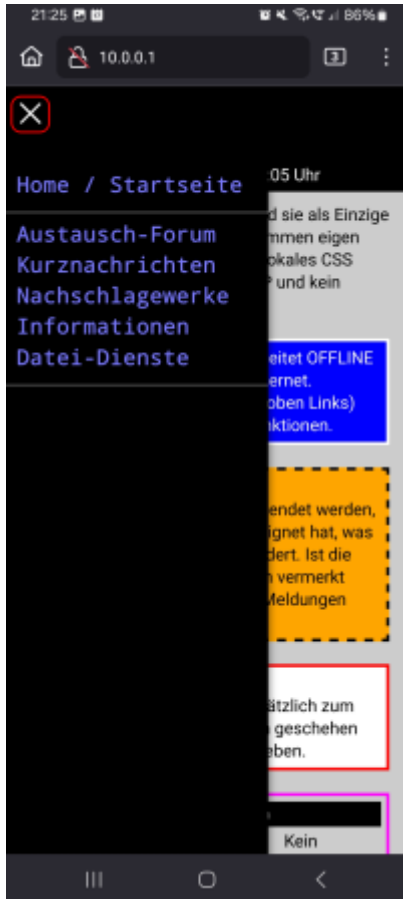 21:25
86%
10.0.0.1
3
:05 Uhr
Home / Startseite
d sie als Einzige
Austausch-Forum
mmen eigen
Kurznachrichten
okales CSS
Nachschlagewerke
und kein
Informationen
Datei-Dienste
eitet OFFLINE
ernet.
oben Links)
nktionen.
endet werden,
ignet hat, was
dert. Ist die
vermerkt
Meldungen
ätzlich zum
geschehen
eben.
Kein